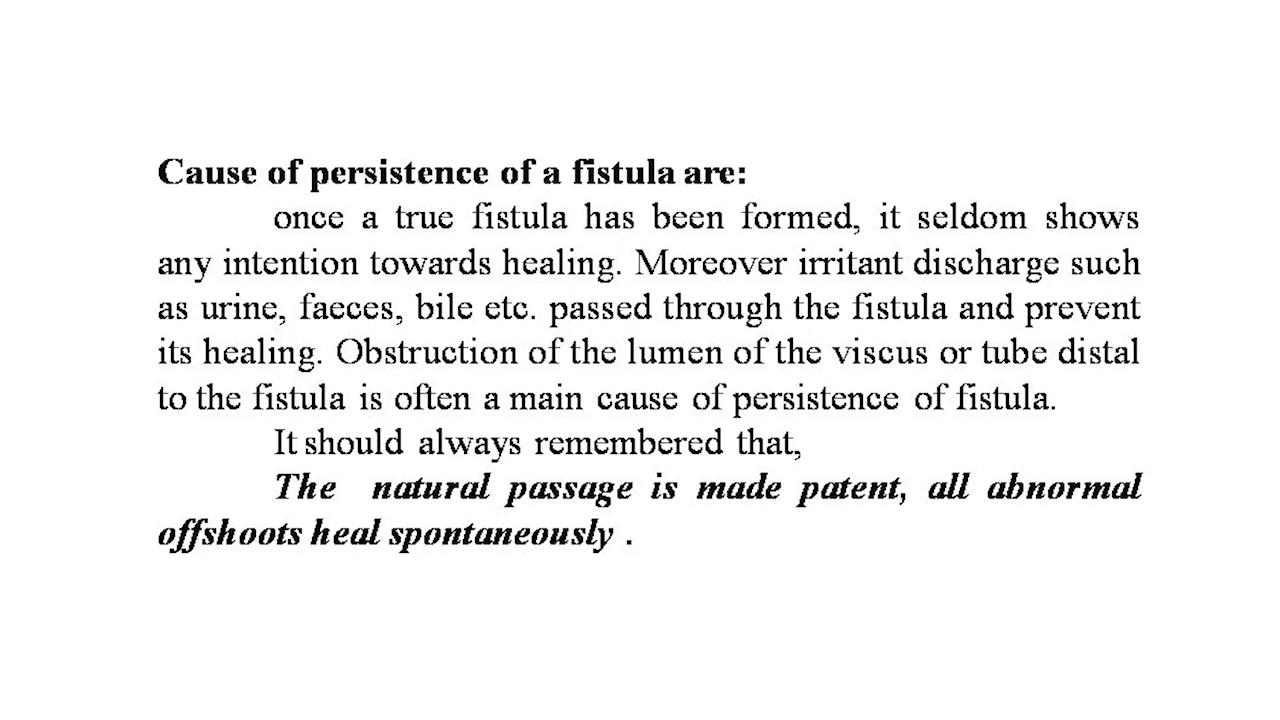 Cause of persistence of a fistula are:
once a true fistula has been formed, it seldom shows
any intention towards healing. Moreover irritant discharge such
as urine, faeces, bile etc. passed through the fistula and prevent
its healing. Obstruction of the lumen of the viscus or tube distal
to the fistula is often a main cause of persistence of fistula.
It should always remembered that,
The natural passage is made patent, all abnormal
offshoots heal spontaneously .